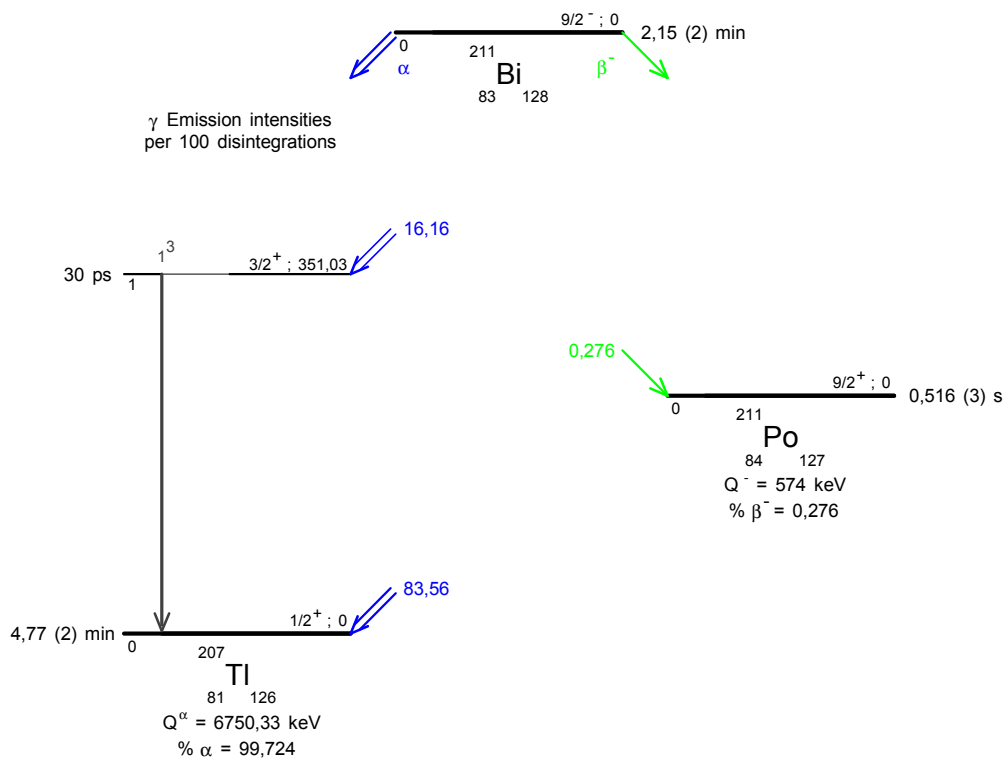 9/2⁻ ; 0
2,15 (2) min
0
α
211
Bi
83 128
β⁻
γ Emission intensities
per 100 disintegrations
16,16
1³
30 ps
3/2⁺ ; 351,03
1
0,276
9/2⁺ ; 0
0,516 (3) s
0
211
Po
84 127
Q⁻ = 574 keV
% β⁻ = 0,276
83,56
4,77 (2) min
1/2⁺ ; 0
0
207
Tl
81 126
Qᵅ = 6750,33 keV
% α = 99,724